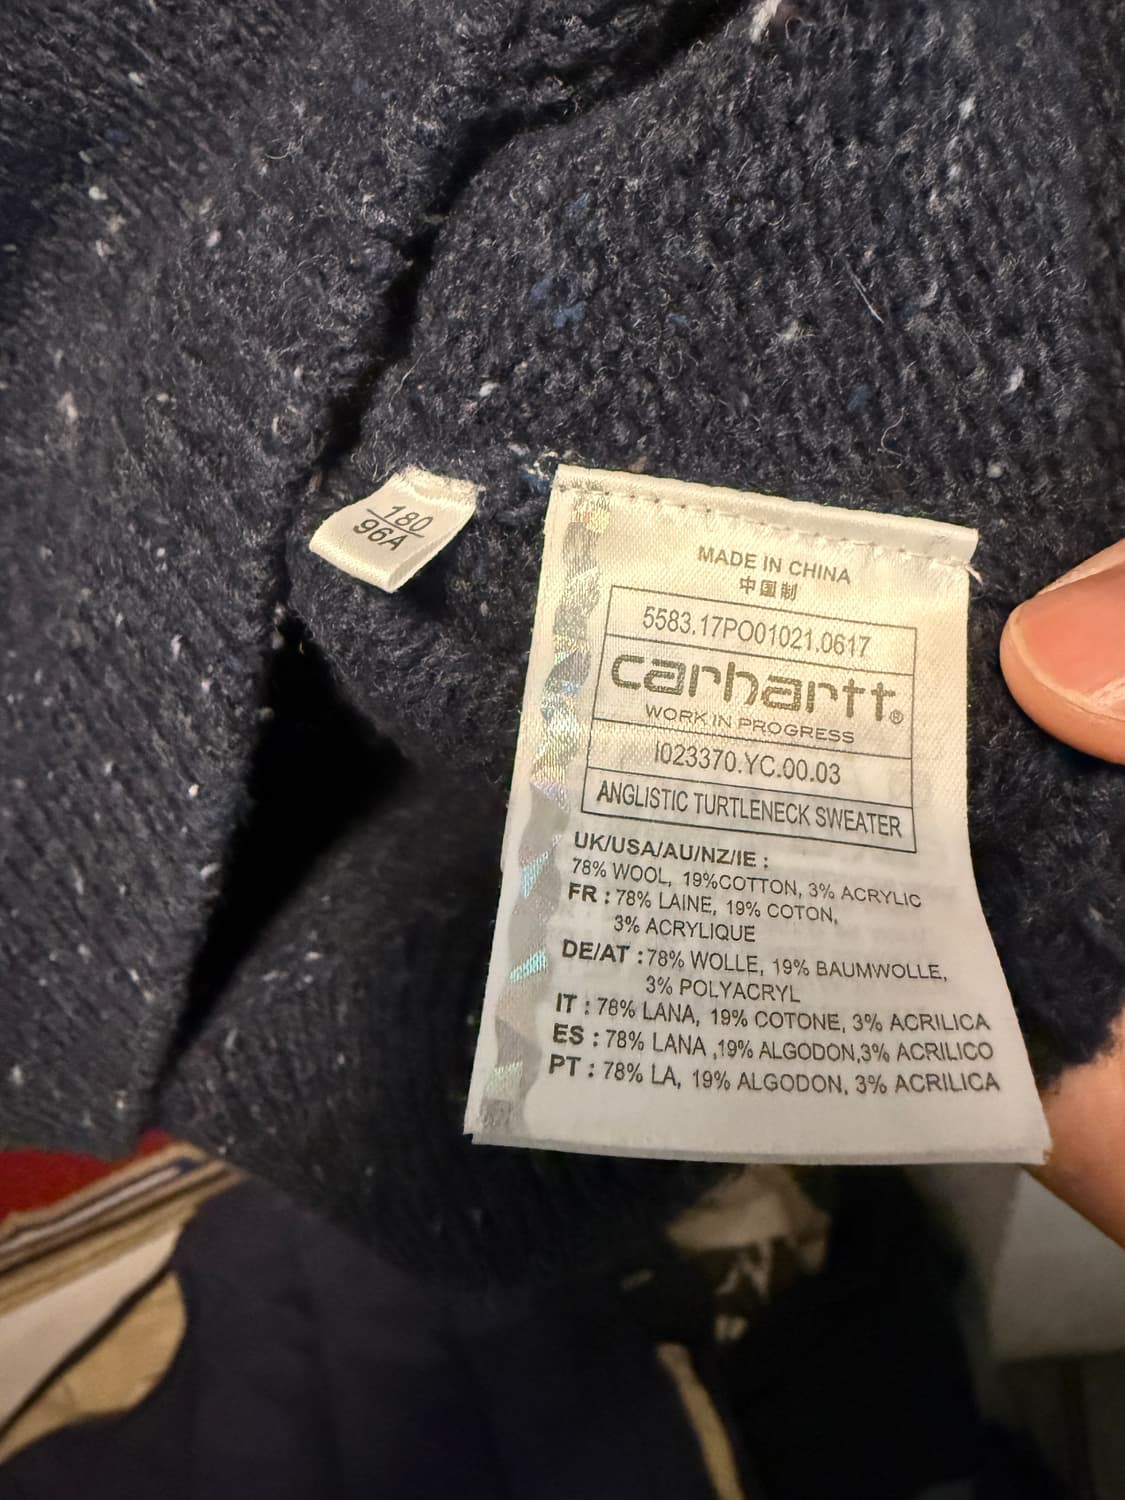 180
96A
MADE IN CHINA
中国制
5583.17PO01021.0617
carhartt®
WORK IN PROGRESS
I023370.YC.00.03
ANGLISTIC TURTLENECK SWEATER
UK/USA/AU/NZ/IE :
78% WOOL, 19%COTTON, 3% ACRYLIC
FR : 78% LAINE, 19% COTON,
3% ACRYLIQUE
DE/AT : 78% WOLLE, 19% BAUMWOLLE,
3% POLYACRYL
IT : 78% LANA, 19% COTONE, 3% ACRILICA
ES : 78% LANA ,19% ALGODON,3% ACRILICO
PT : 78% LA, 19% ALGODON, 3% ACRILICA